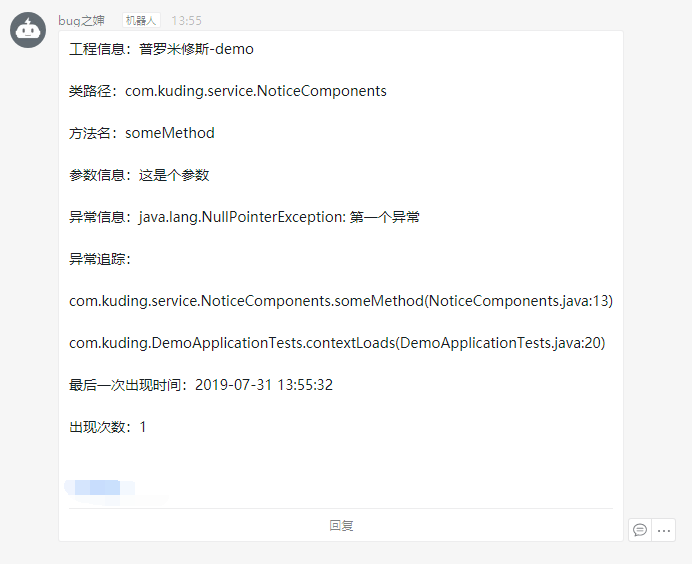 bug之婶 机器人 13:55
工程信息：普罗米修斯-demo
类路径：com.kuding.service.NoticeComponents
方法名：someMethod
参数信息：这是个参数
异常信息：java.lang.NullPointerException: 第一个异常
异常追踪：
com.kuding.service.NoticeComponents.someMethod(NoticeComponents.java:13)
com.kuding.DemoApplicationTests.contextLoads(DemoApplicationTests.java:20)
最后一次出现时间：2019-07-31 13:55:32
出现次数：1
回复